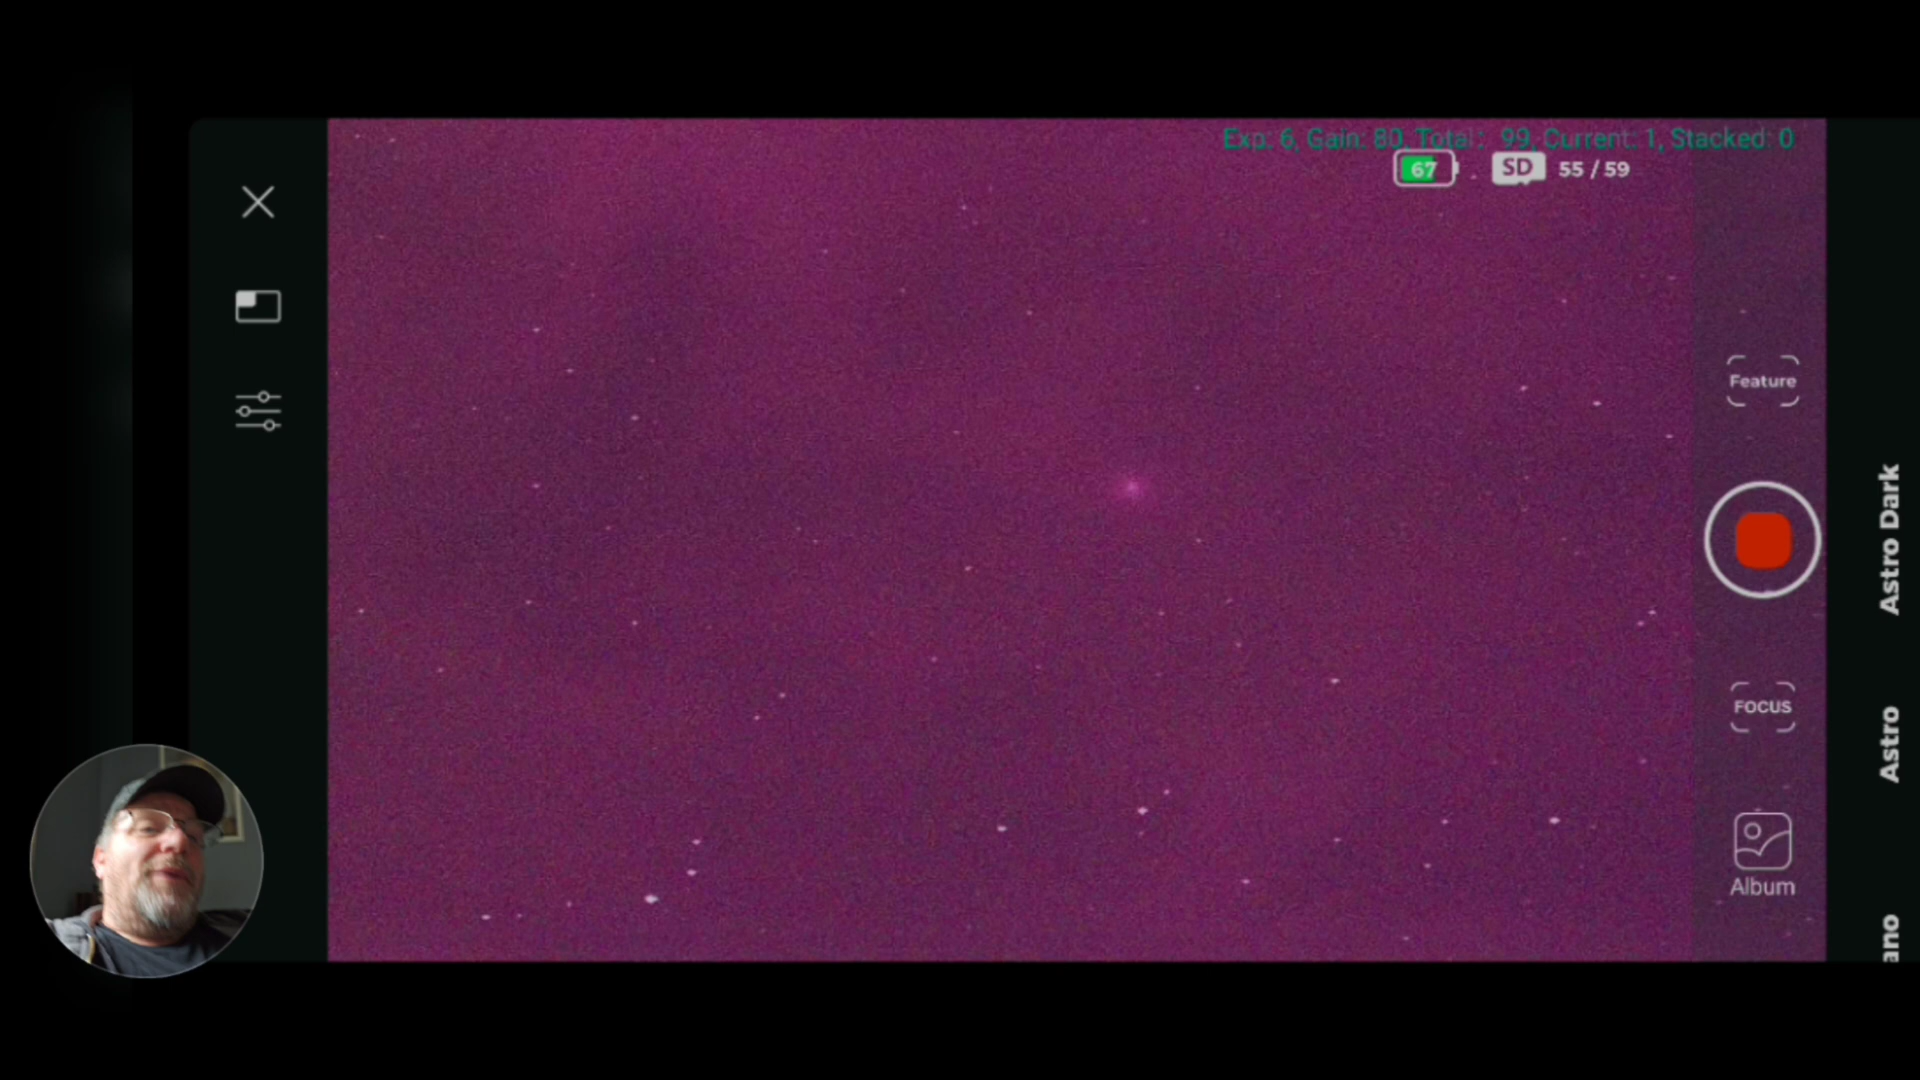 Exp: 6, Gain: 80, Total: 99, Current: 1, Stacked: 0
67 SD 55 / 59
Feature
FOCUS
Album
Astro Dark
Astro
ano